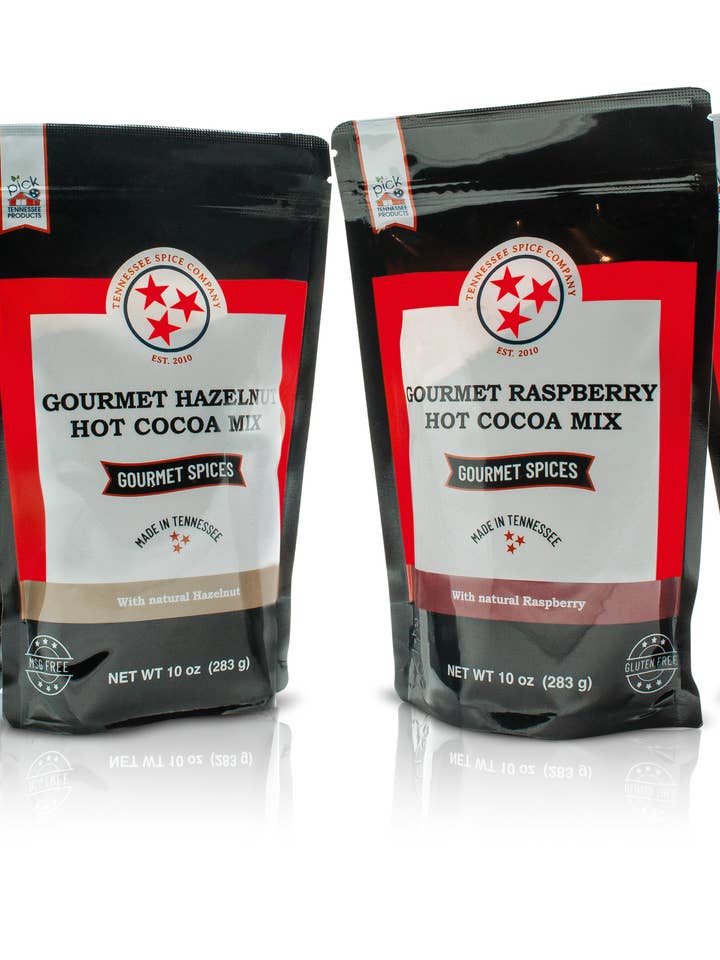 pick
TENNESSEE
PRODUCTS
TENNESSEE SPICE COMPANY
EST. 2010
GOURMET HAZELNUT
HOT COCOA MIX
GOURMET SPICES
MADE IN TENNESSEE
With natural Hazelnut
MSG FREE
NET WT 10 oz (283 g)
pick
TENNESSEE
PRODUCTS
TENNESSEE SPICE COMPANY
EST. 2010
GOURMET RASPBERRY
HOT COCOA MIX
GOURMET SPICES
MADE IN TENNESSEE
With natural Raspberry
NET WT 10 oz (283 g)
GLUTEN FREE